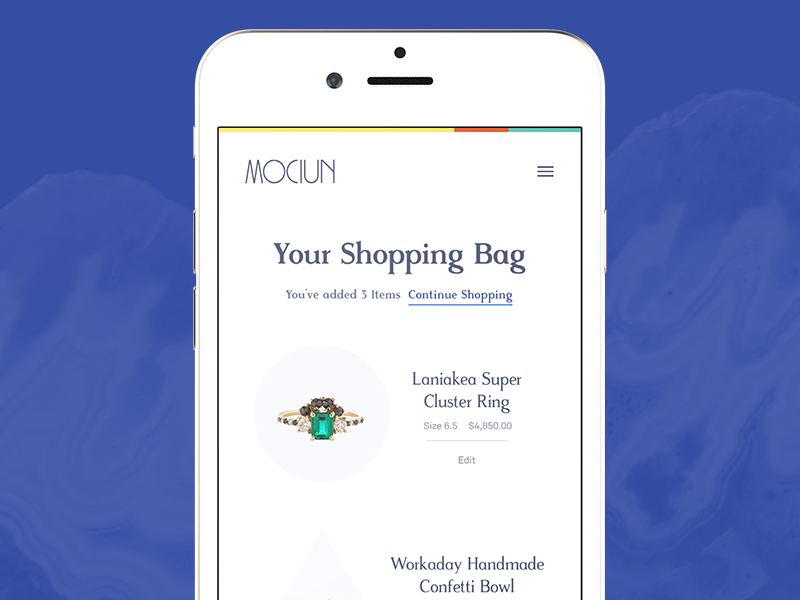 MOCIUN
Your Shopping Bag
You've added 3 Items Continue Shopping
Laniakea Super
Cluster Ring
Size 6.5 $4,850.00
Edit
Workaday Handmade
Confetti Bowl